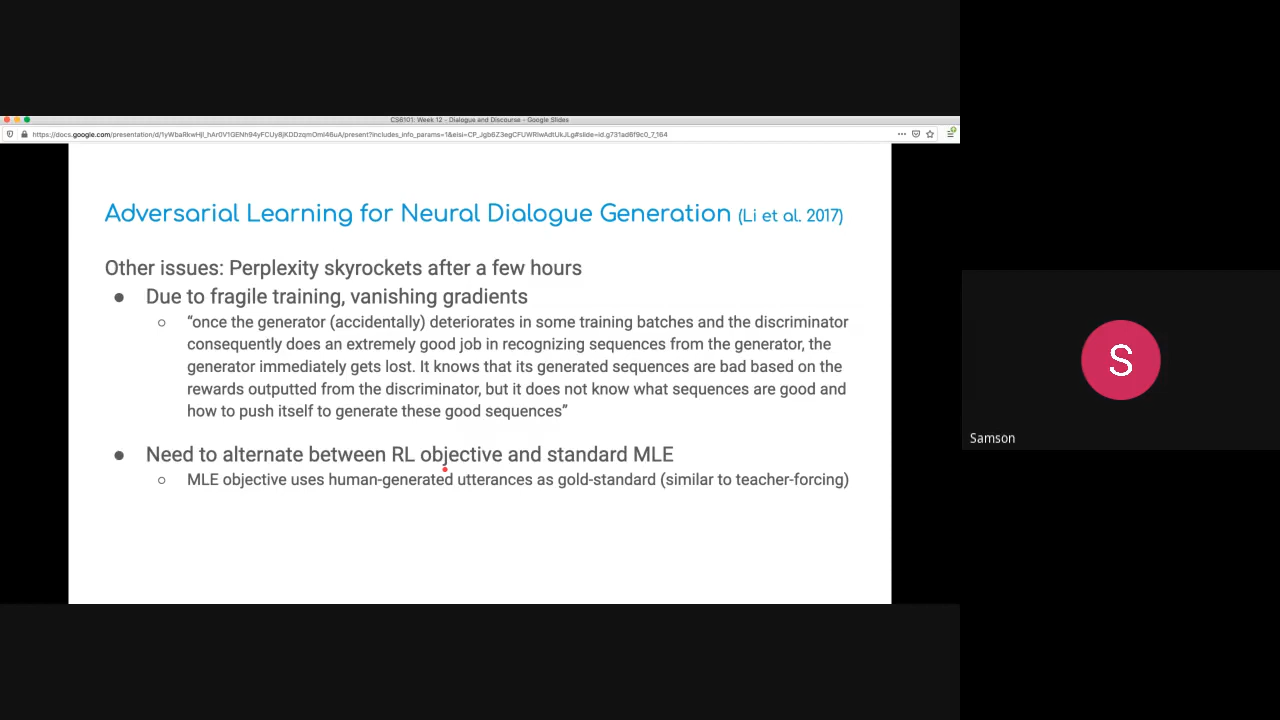 CS6101: Week 12 - Dialogue and Discourse - Google Slides
Adversarial Learning for Neural Dialogue Generation (Li et al. 2017)
Other issues: Perplexity skyrockets after a few hours
● Due to fragile training, vanishing gradients
○ “once the generator (accidentally) deteriorates in some training batches and the discriminator
consequently does an extremely good job in recognizing sequences from the generator, the
generator immediately gets lost. It knows that its generated sequences are bad based on the
rewards outputted from the discriminator, but it does not know what sequences are good and
how to push itself to generate these good sequences”
● Need to alternate between RL objective and standard MLE
○ MLE objective uses human-generated utterances as gold-standard (similar to teacher-forcing)
S
Samson